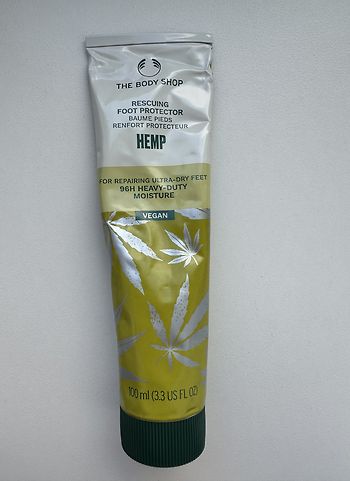 THE BODY SHOP
RESCUING
FOOT PROTECTOR
BAUME PIEDS
RENFORT PROTECTEUR
HEMP
FOR REPAIRING ULTRA-DRY FEET
96H HEAVY-DUTY
MOISTURE
VEGAN
100 ml (3.3 US FL OZ)